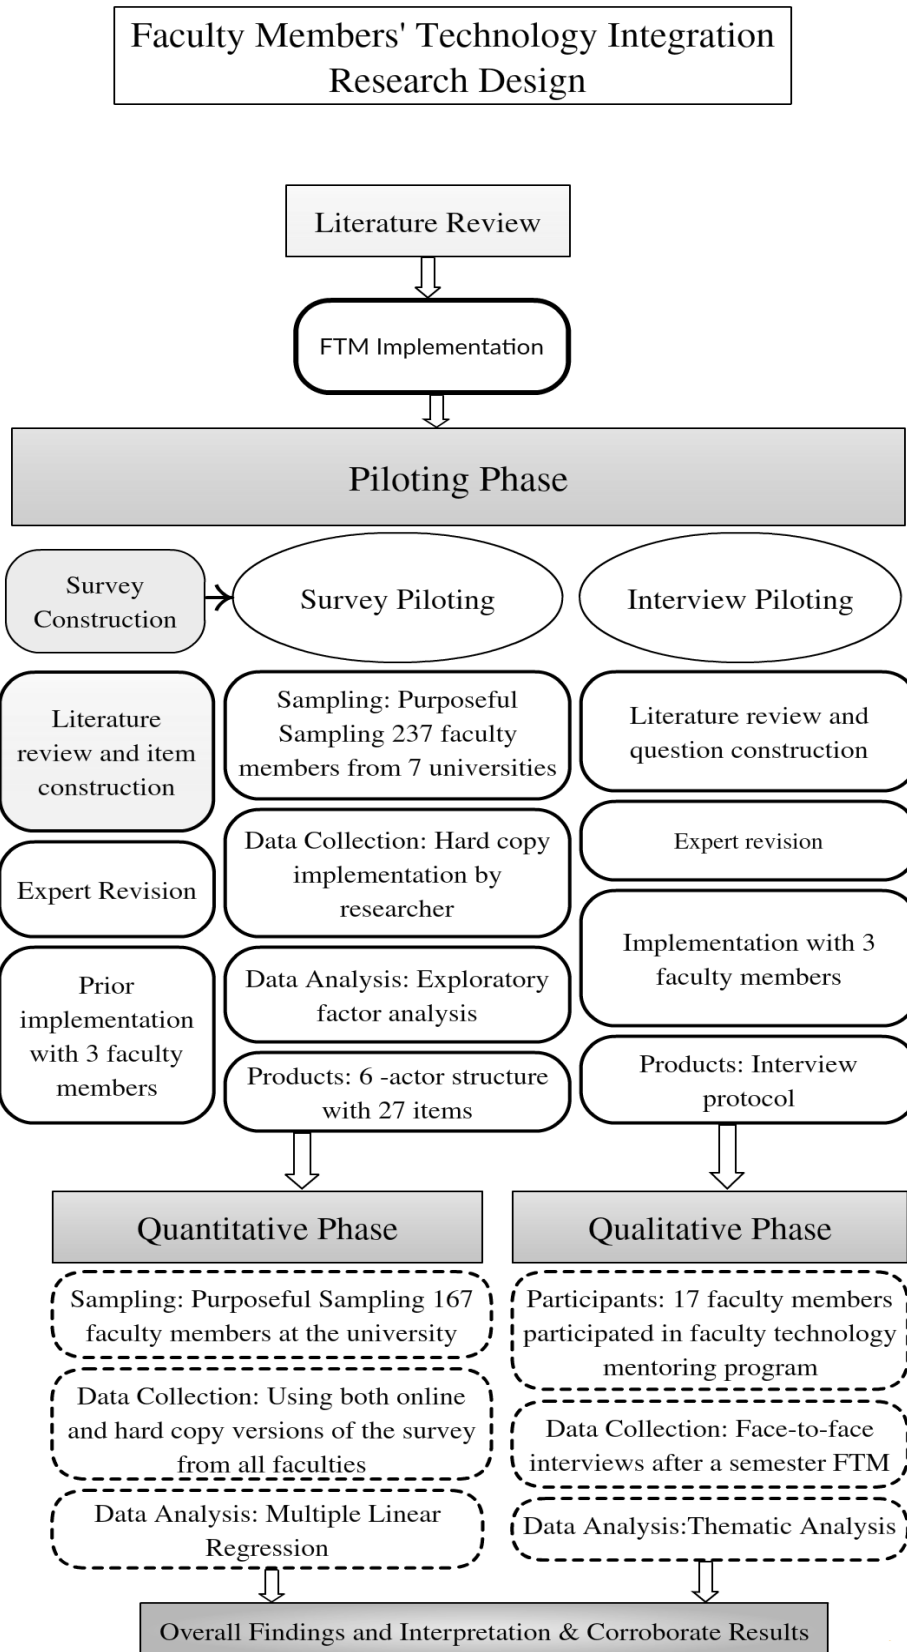 Faculty Members' Technology Integration
Research Design
Literature Review
FTM Implementation
Piloting Phase
Survey
Construction
Survey Piloting
Interview Piloting
Literature
review and item
construction
Expert Revision
Prior
implementation
with 3 faculty
members
Sampling: Purposeful
Sampling 237 faculty
members from 7 universities
Data Collection: Hard copy
implementation by
researcher
Data Analysis: Exploratory
factor analysis
Products: 6 -actor structure
with 27 items
Literature review and
question construction
Expert revision
Implementation with 3
faculty members
Products: Interview
protocol
Quantitative Phase
Sampling: Purposeful Sampling 167
faculty members at the university
Data Collection: Using both online
and hard copy versions of the survey
from all faculties
Data Analysis: Multiple Linear
Regression
Qualitative Phase
Participants: 17 faculty members
participated in faculty technology
mentoring program
Data Collection: Face-to-face
interviews after a semester FTM
Data Analysis:Thematic Analysis
Overall Findings and Interpretation & Corroborate Results